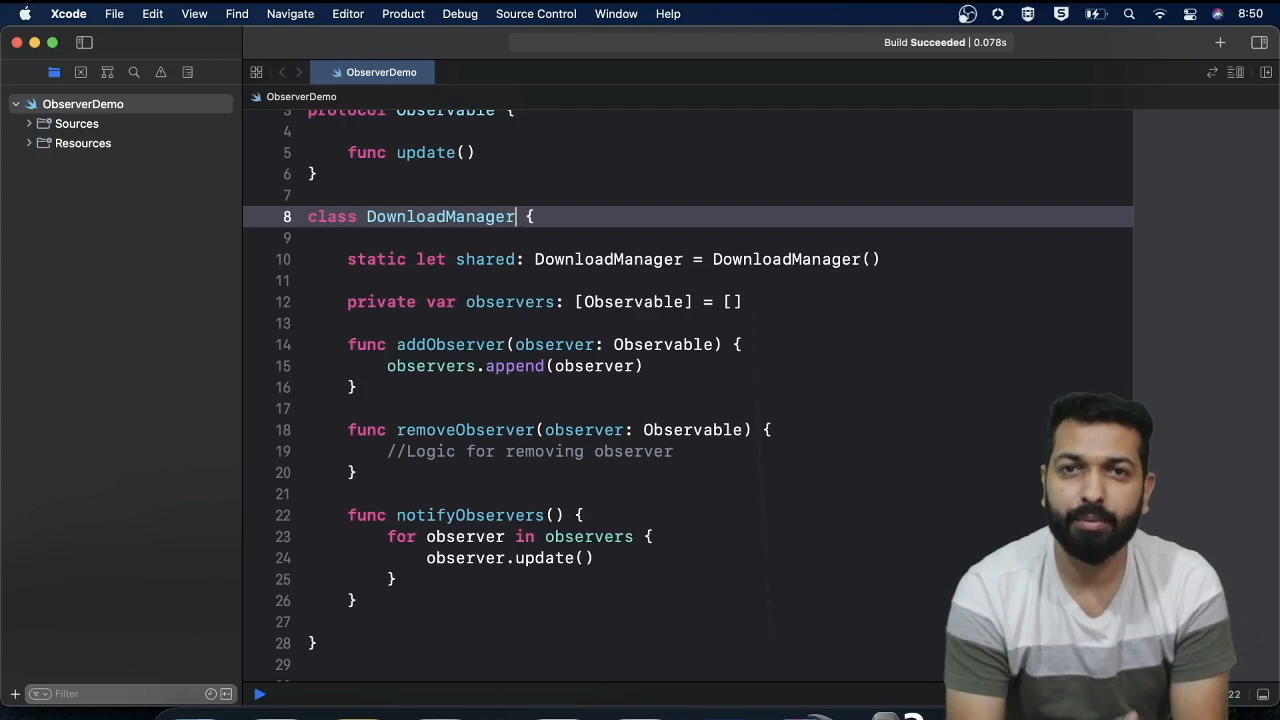 Xcode File Edit View Find Navigate Editor Product Debug Source Control Window Help 8:50
Build Succeeded | 0.078s
ObserverDemo
ObserverDemo
ObserverDemo
Sources
Resources
3 protocol Observable {
4
5 func update()
6 }
7
8 class DownloadManager {
9
10 static let shared: DownloadManager = DownloadManager()
11
12 private var observers: [Observable] = []
13
14 func addObserver(observer: Observable) {
15 observers.append(observer)
16 }
17
18 func removeObserver(observer: Observable) {
19 //Logic for removing observer
20 }
21
22 func notifyObservers() {
23 for observer in observers {
24 observer.update()
25 }
26 }
27
28 }
29
Filter
22